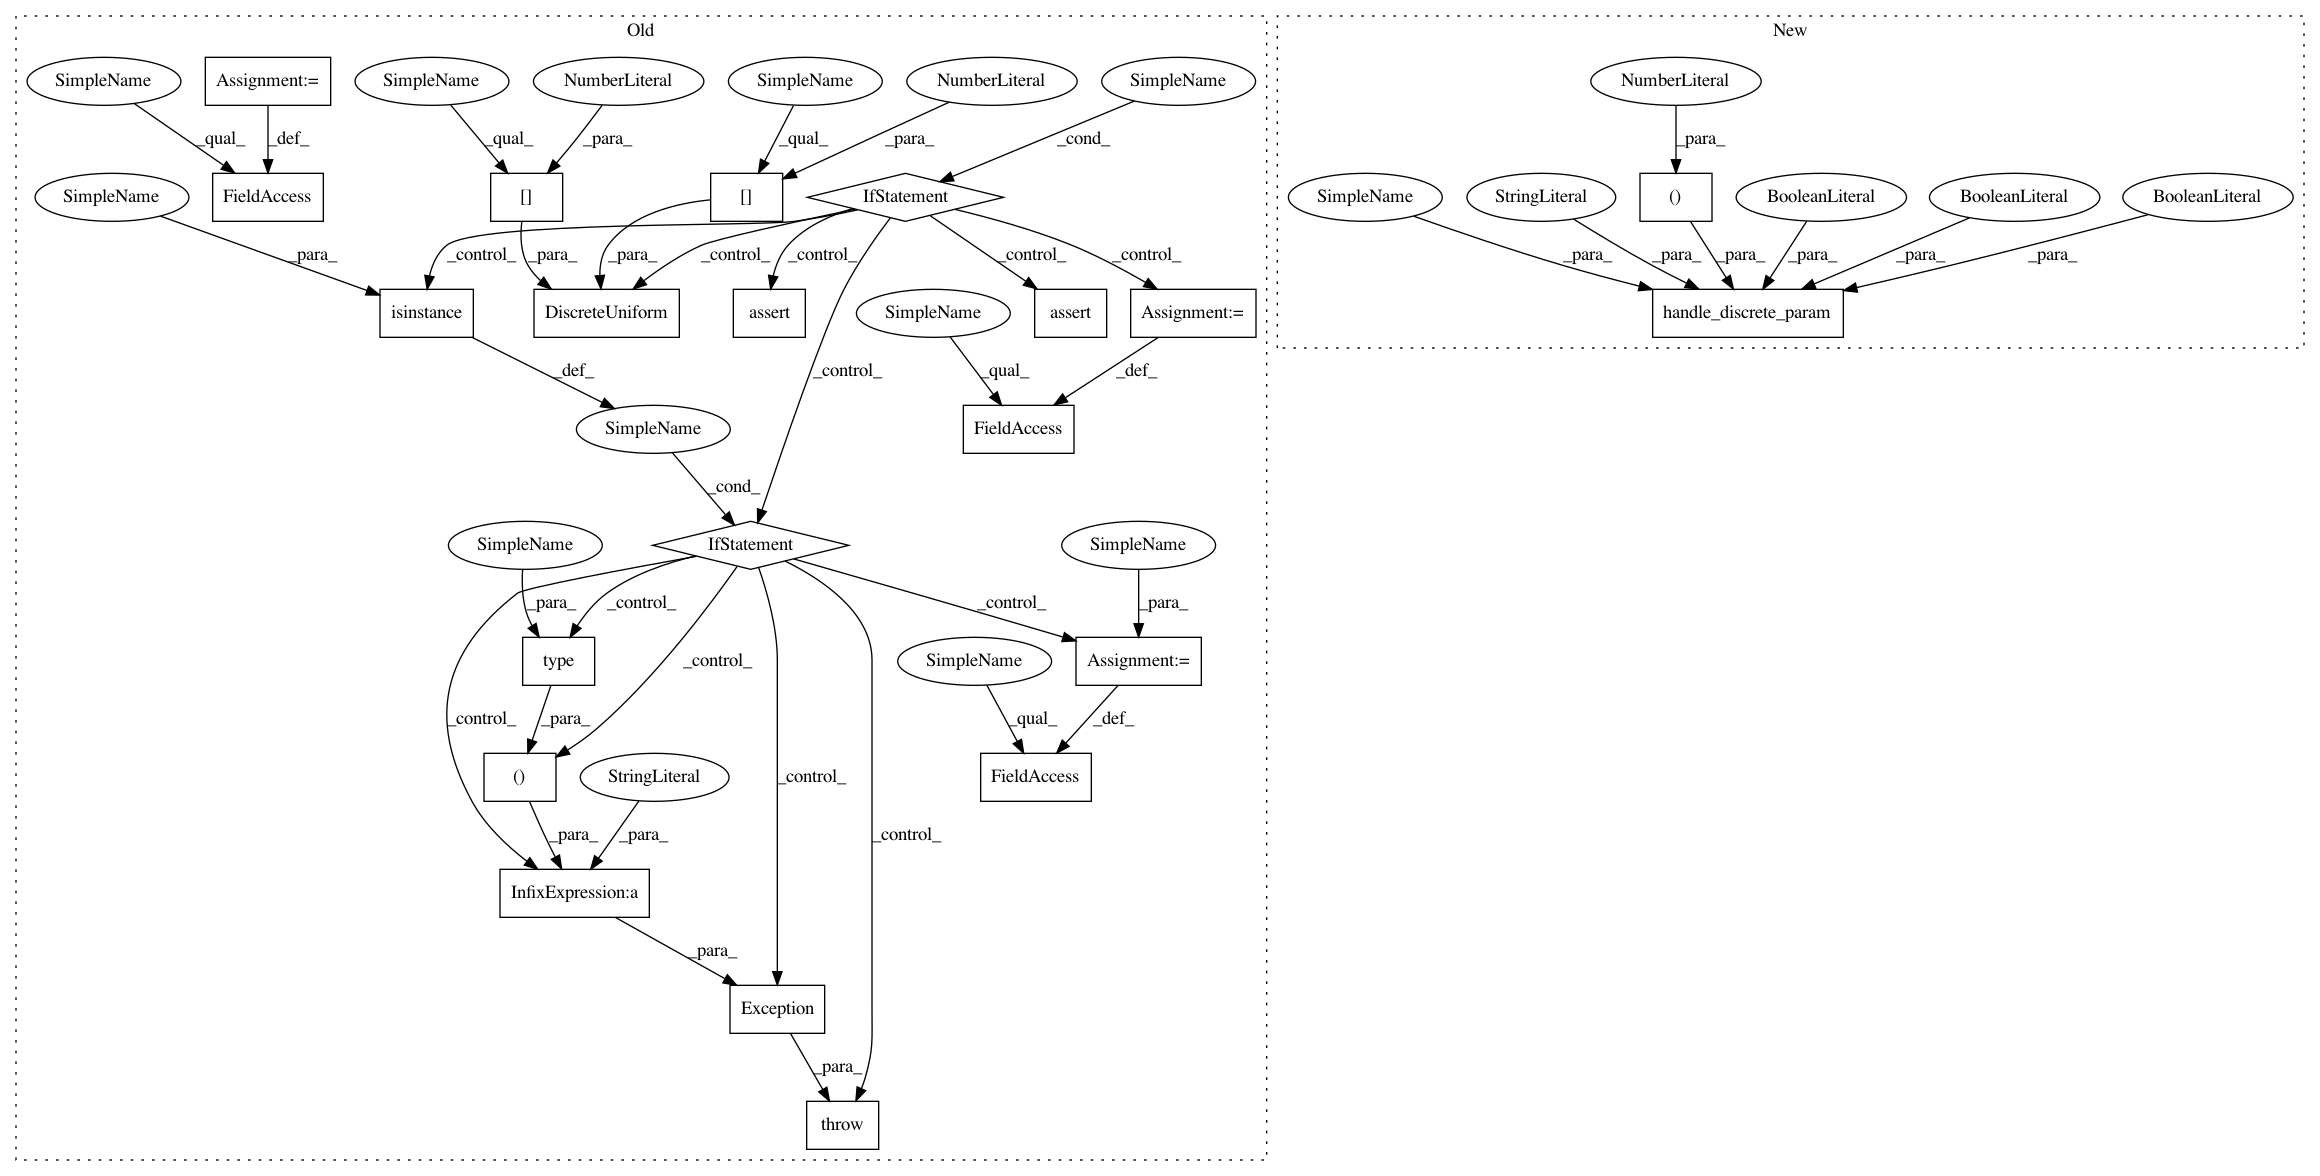 Old
New
SimpleName
Assignment:=
SimpleName
NumberLiteral
SimpleName
NumberLiteral
SimpleName
NumberLiteral
_qual_
_def_
_qual_
_para_
_qual_
_para_
_cond_
_para_
SimpleName
FieldAccess
[]
[]
IfStatement
SimpleName
StringLiteral
()
BooleanLiteral
BooleanLiteral
BooleanLiteral
_para_
_control_
_para_
_para_
_control_
_control_
_control_
_control_
_para_
_para_
_para_
_para_
_para_
_para_
isinstance
DiscreteUniform
assert
SimpleName
assert
Assignment:=
handle_discrete_param
_def_
_control_
_qual_
_def_
SimpleName
FieldAccess
_cond_
SimpleName
IfStatement
SimpleName
_para_
_control_
_control_
_para_
type
SimpleName
Assignment:=
_control_
_para_
_control_
_qual_
_def_
()
StringLiteral
_control_
FieldAccess
_para_
_para_
_control_
InfixExpression:a
_para_
Exception
_para_
throw